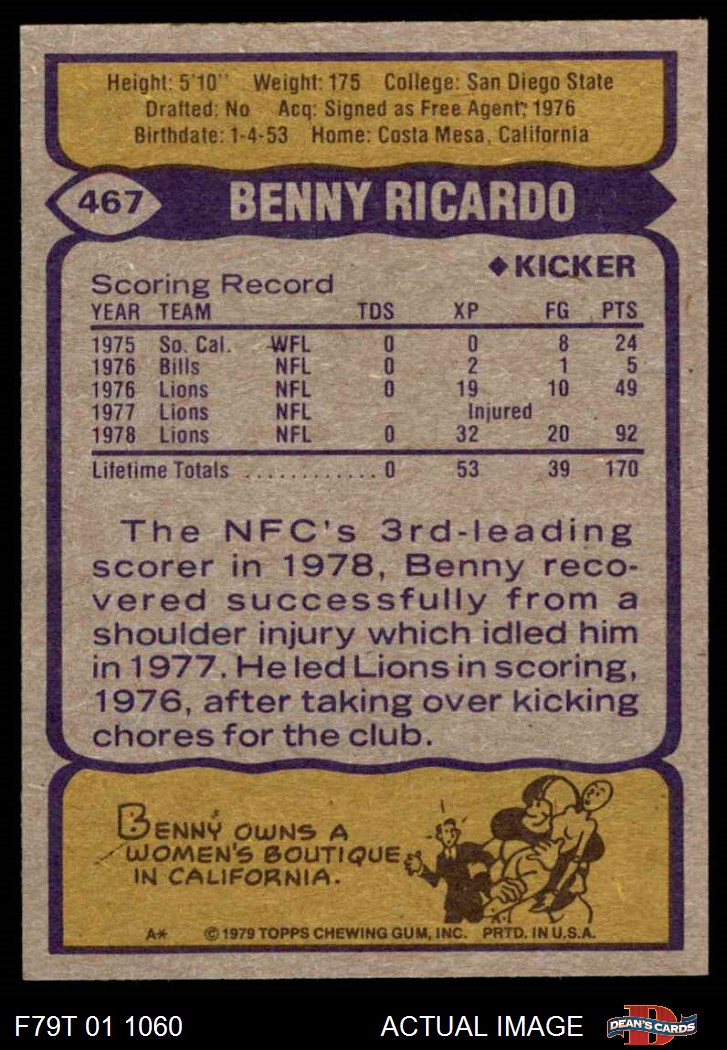 Height: 5'10" Weight: 175 College: San Diego State
Drafted: No Acq: Signed as Free Agent, 1976
Birthdate: 1-4-53 Home: Costa Mesa, California
467 BENNY RICARDO
◆KICKER
Scoring Record
YEAR TEAM TDS XP FG PTS
1975 So. Cal. WFL 0 0 8 24
1976 Bills NFL 0 2 1 5
1976 Lions NFL 0 19 10 49
1977 Lions NFL Injured
1978 Lions NFL 0 32 20 92
Lifetime Totals ............ 0 53 39 170
The NFC's 3rd-leading
scorer in 1978, Benny reco-
vered successfully from a
shoulder injury which idled him
in 1977. He led Lions in scoring,
1976, after taking over kicking
chores for the club.
BENNY OWNS A
WOMEN'S BOUTIQUE
IN CALIFORNIA.
A* © 1979 TOPPS CHEWING GUM, INC. PRTD. IN U.S.A.
F79T 01 1060 ACTUAL IMAGE D DEAN'S CARDS